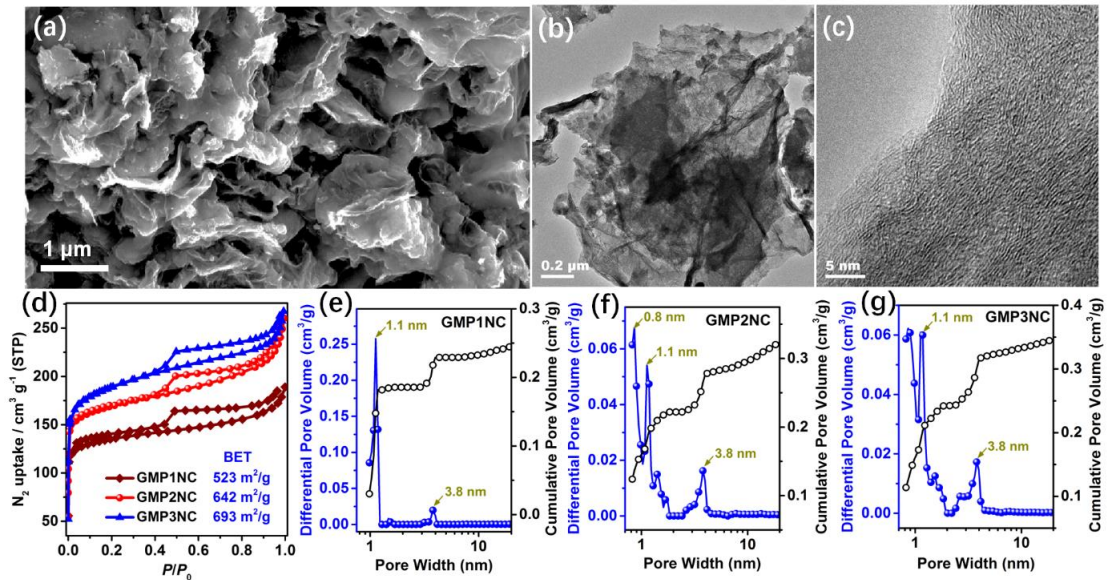 (a)
1 μm
(b)
0.2 μm
(c)
5 nm
(d)
N2 uptake / cm3 g-1 (STP)
250
200
150
100
50
BET
GMP1NC 523 m2/g
GMP2NC 642 m2/g
GMP3NC 693 m2/g
0.0 0.2 0.4 0.6 0.8 1.0
P/P0
(e)
GMP1NC
1.1 nm
3.8 nm
Differential Pore Volume (cm3/g)
0.25
0.20
0.15
0.10
0.05
0.00
Cumulative Pore Volume (cm3/g)
0.3
0.2
0.1
0.0
1 10
Pore Width (nm)
(f)
GMP2NC
0.8 nm
1.1 nm
3.8 nm
Differential Pore Volume (cm3/g)
0.06
0.04
0.02
0.00
Cumulative Pore Volume (cm3/g)
0.3
0.2
0.1
1 10
Pore Width (nm)
(g)
GMP3NC
1.1 nm
3.8 nm
Differential Pore Volume (cm3/g)
0.06
0.04
0.02
0.00
Cumulative Pore Volume (cm3/g)
0.4
0.3
0.2
0.1
1 10
Pore Width (nm)